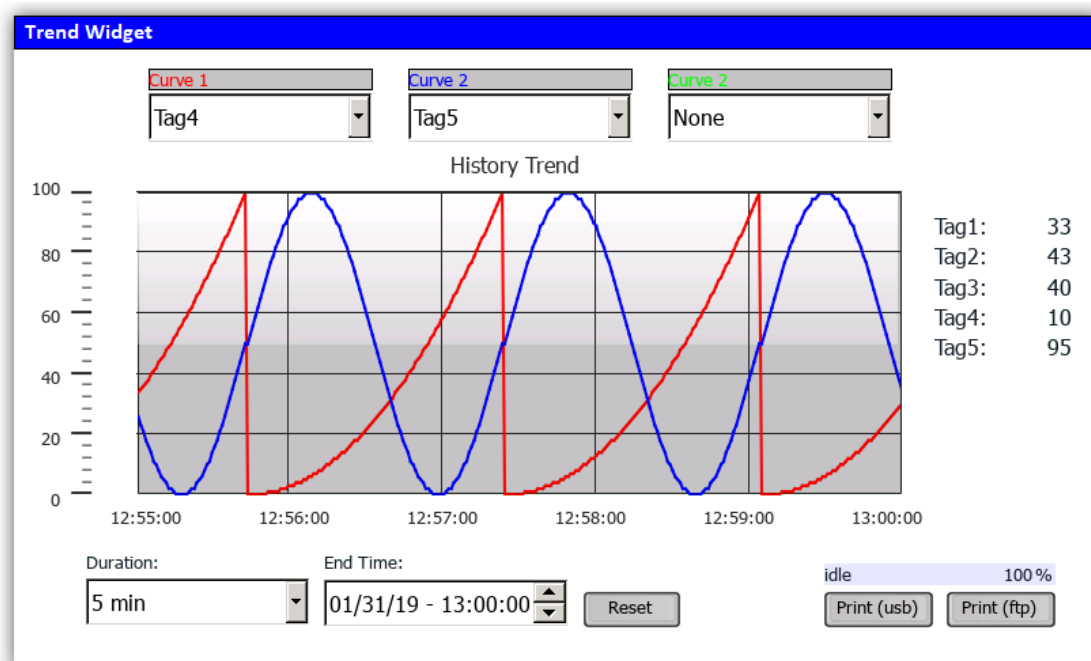 Trend Widget
Curve 1 Curve 2 Curve 2
Tag4 Tag5 None
History Trend
100
80
60
40
20
0
12:55:00 12:56:00 12:57:00 12:58:00 12:59:00 13:00:00
Tag1: 33
Tag2: 43
Tag3: 40
Tag4: 10
Tag5: 95
Duration: End Time:
5 min 01/31/19 - 13:00:00 Reset
idle 100 %
Print (usb) Print (ftp)